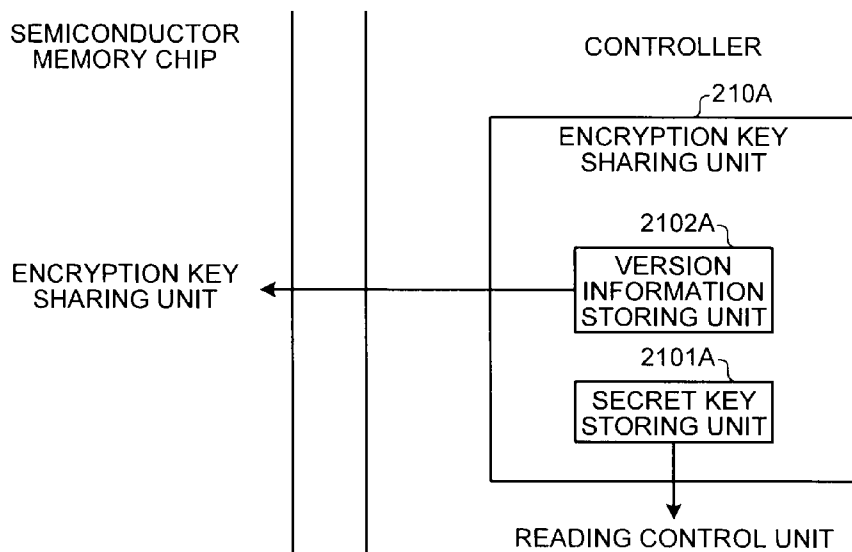 SEMICONDUCTOR
MEMORY CHIP
CONTROLLER
210A
ENCRYPTION KEY
SHARING UNIT
2102A
VERSION
INFORMATION
STORING UNIT
ENCRYPTION KEY
SHARING UNIT
2101A
SECRET KEY
STORING UNIT
READING CONTROL UNIT